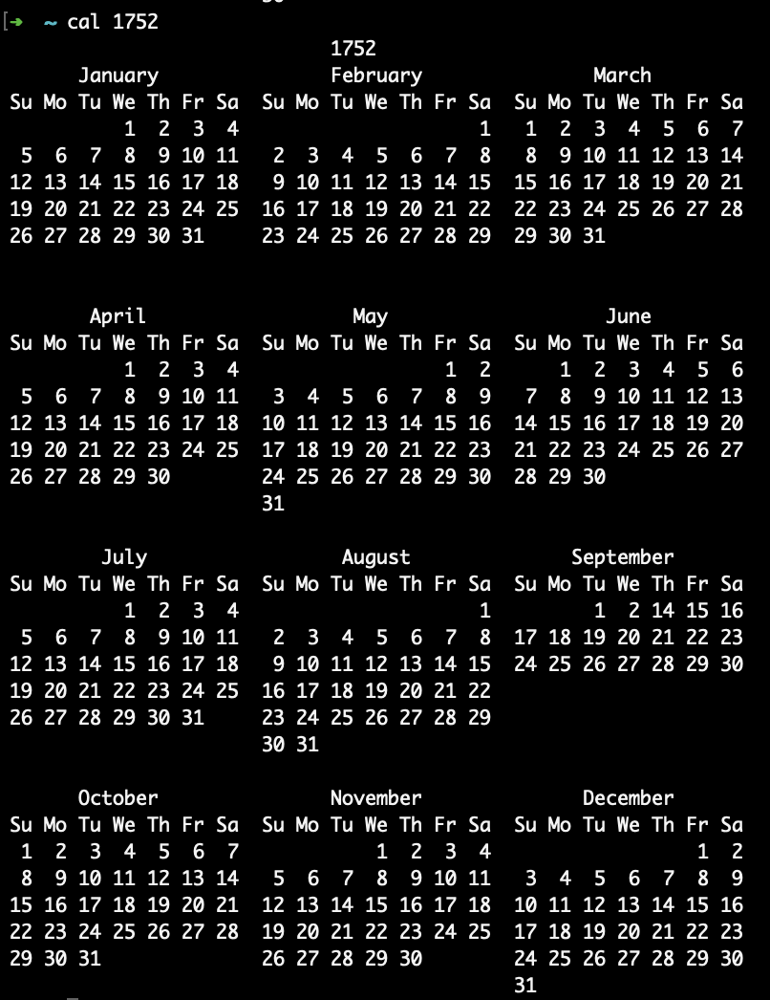 ➜  ~ cal 1752
                            1752
      January               February               March
Su Mo Tu We Th Fr Sa  Su Mo Tu We Th Fr Sa  Su Mo Tu We Th Fr Sa
          1  2  3  4                     1   1  2  3  4  5  6  7
 5  6  7  8  9 10 11   2  3  4  5  6  7  8   8  9 10 11 12 13 14
12 13 14 15 16 17 18   9 10 11 12 13 14 15  15 16 17 18 19 20 21
19 20 21 22 23 24 25  16 17 18 19 20 21 22  22 23 24 25 26 27 28
26 27 28 29 30 31     23 24 25 26 27 28 29  29 30 31

       April                  May                   June
Su Mo Tu We Th Fr Sa  Su Mo Tu We Th Fr Sa  Su Mo Tu We Th Fr Sa
          1  2  3  4                  1  2      1  2  3  4  5  6
 5  6  7  8  9 10 11   3  4  5  6  7  8  9   7  8  9 10 11 12 13
12 13 14 15 16 17 18  10 11 12 13 14 15 16  14 15 16 17 18 19 20
19 20 21 22 23 24 25  17 18 19 20 21 22 23  21 22 23 24 25 26 27
26 27 28 29 30        24 25 26 27 28 29 30  28 29 30
                      31

        July                 August              September
Su Mo Tu We Th Fr Sa  Su Mo Tu We Th Fr Sa  Su Mo Tu We Th Fr Sa
          1  2  3  4                     1         1  2 14 15 16
 5  6  7  8  9 10 11   2  3  4  5  6  7  8  17 18 19 20 21 22 23
12 13 14 15 16 17 18   9 10 11 12 13 14 15  24 25 26 27 28 29 30
19 20 21 22 23 24 25  16 17 18 19 20 21 22
26 27 28 29 30 31     23 24 25 26 27 28 29
                      30 31

      October               November              December
Su Mo Tu We Th Fr Sa  Su Mo Tu We Th Fr Sa  Su Mo Tu We Th Fr Sa
 1  2  3  4  5  6  7            1  2  3  4                  1  2
 8  9 10 11 12 13 14   5  6  7  8  9 10 11   3  4  5  6  7  8  9
15 16 17 18 19 20 21  12 13 14 15 16 17 18  10 11 12 13 14 15 16
22 23 24 25 26 27 28  19 20 21 22 23 24 25  17 18 19 20 21 22 23
29 30 31              26 27 28 29 30        24 25 26 27 28 29 30
                                            31